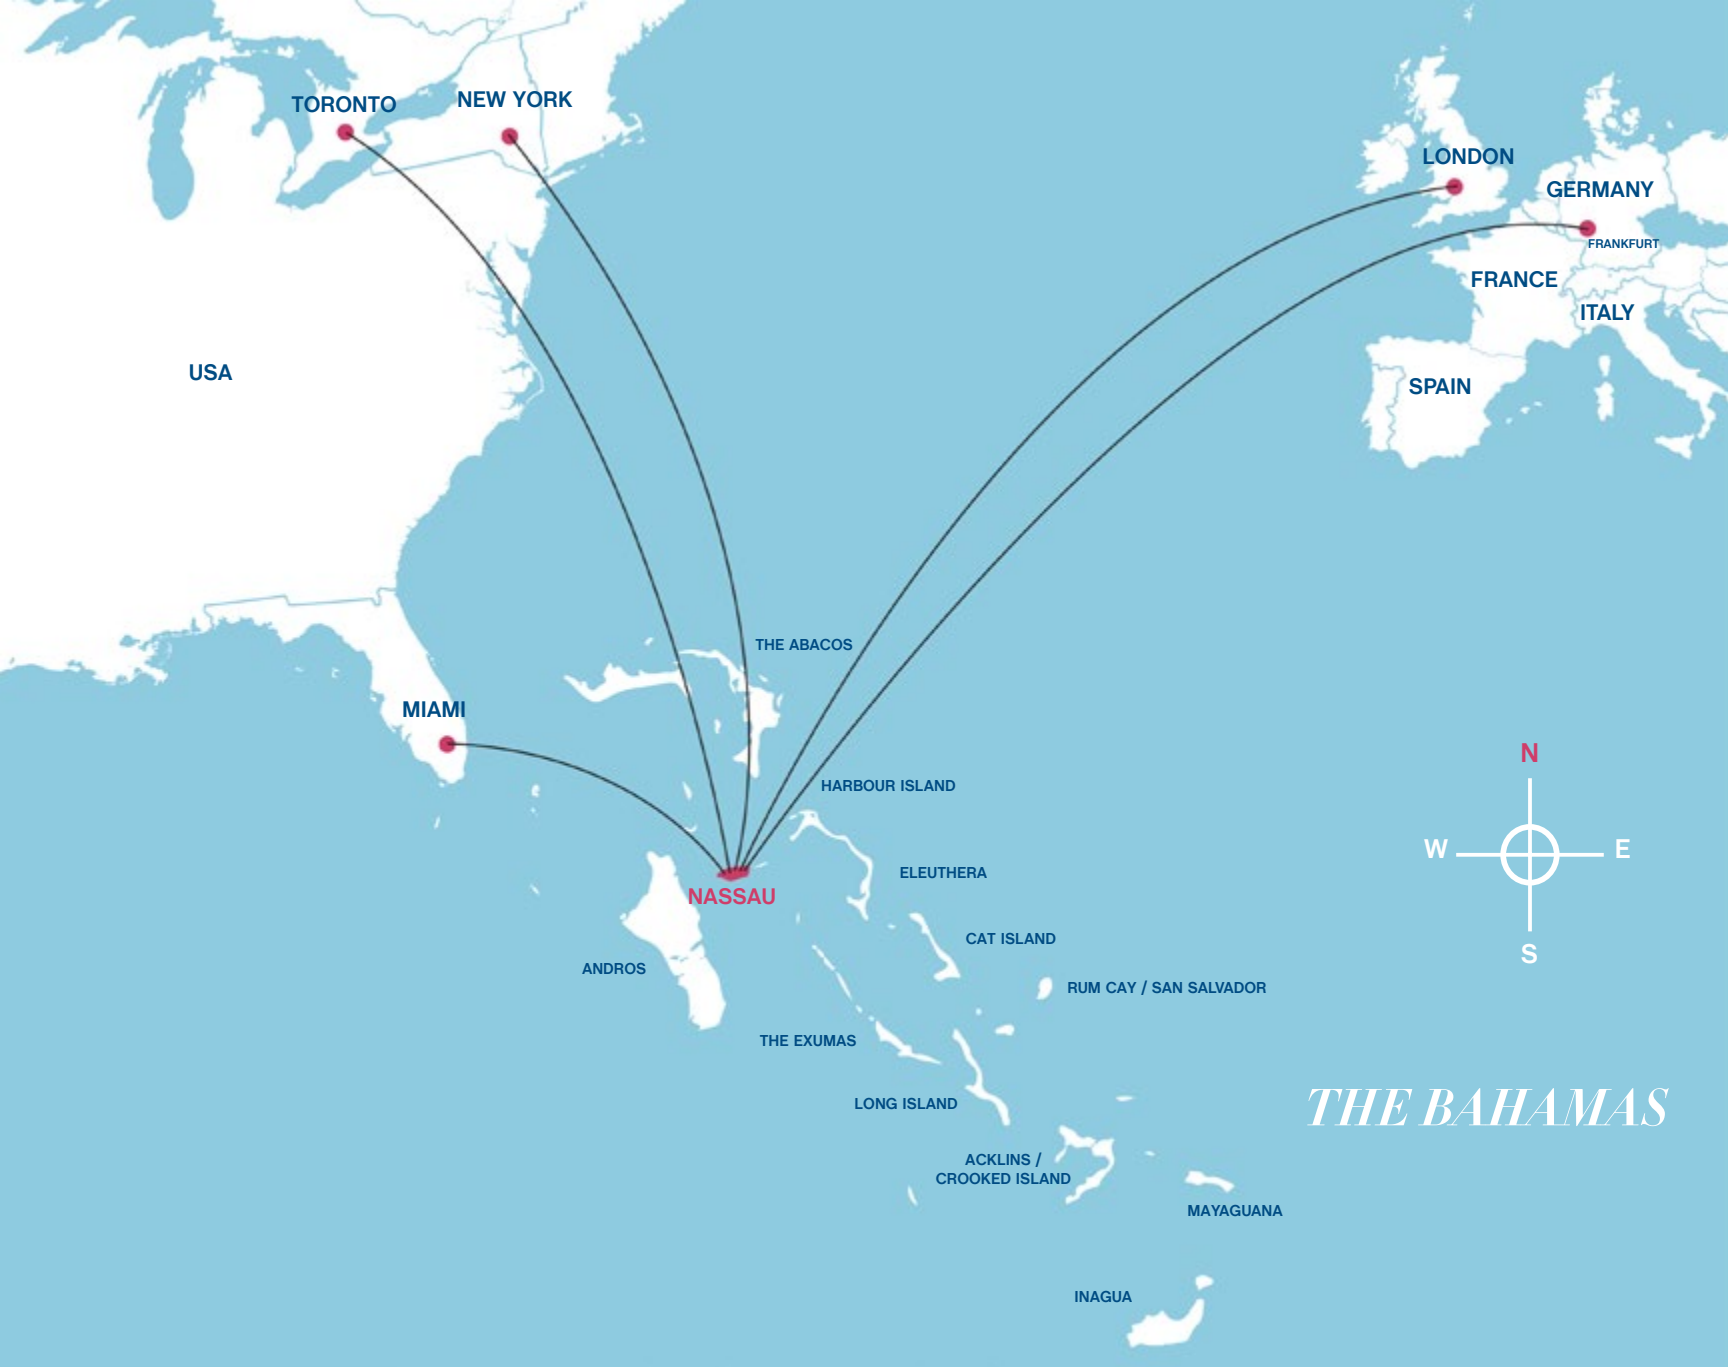 TORONTO
NEW YORK
LONDON
GERMANY
FRANKFURT
FRANCE
ITALY
USA
SPAIN
THE ABACOS
MIAMI
N
HARBOUR ISLAND
W
E
ELEUTHERA
NASSAU
CAT ISLAND
S
ANDROS
RUM CAY / SAN SALVADOR
THE EXUMAS
LONG ISLAND
THE BAHAMAS
ACKLINS /
CROOKED ISLAND
MAYAGUANA
INAGUA